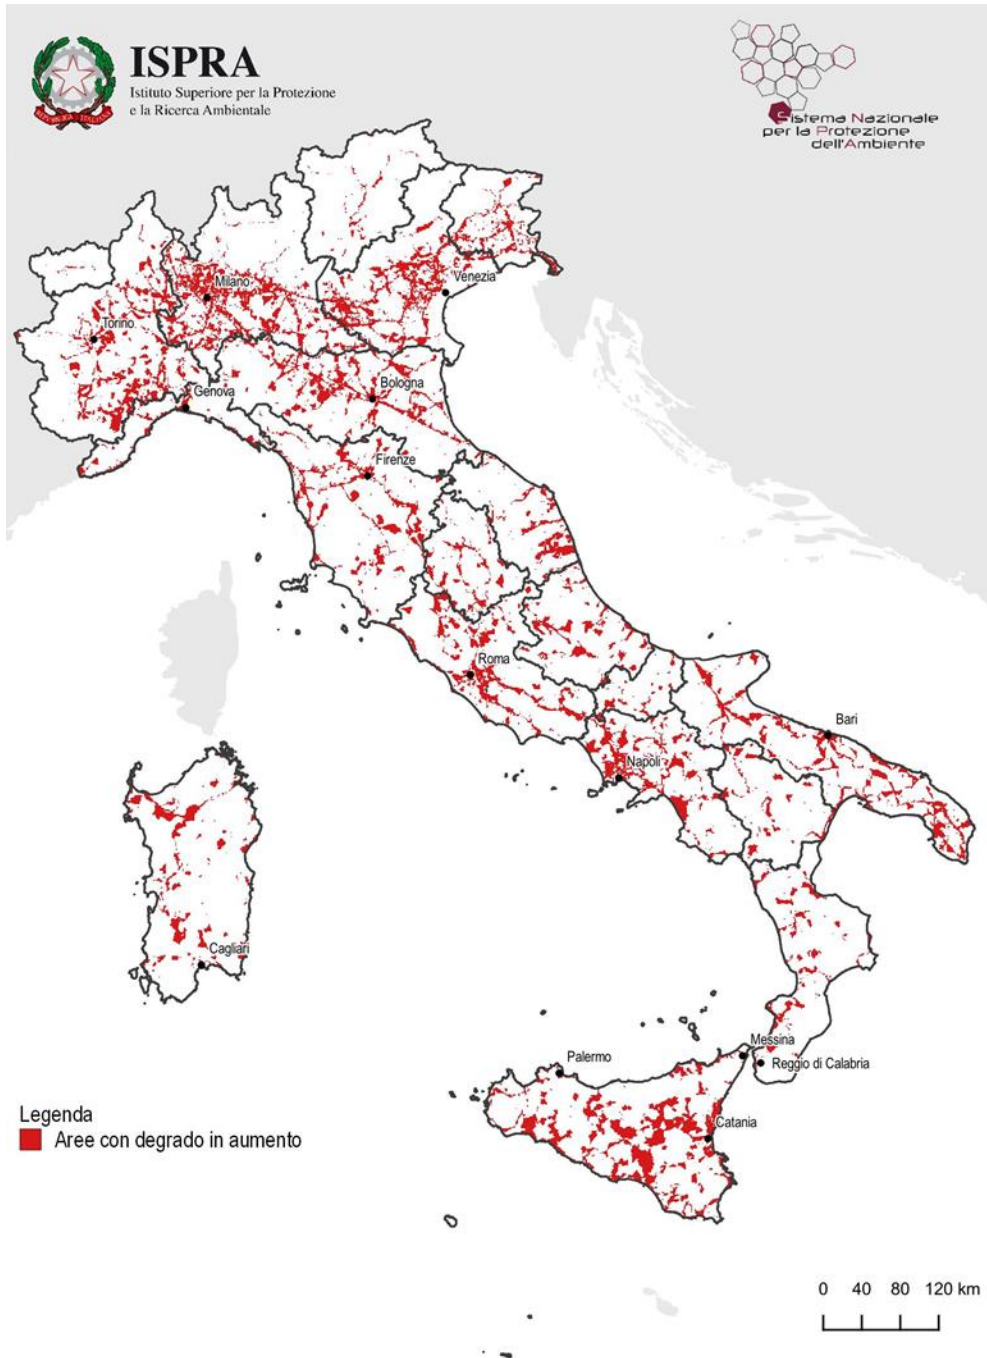 ISPRA
Istituto Superiore per la Protezione
e la Ricerca Ambientale
REPVBBLICA ITALIANA
Sistema Nazionale
per la Protezione
dell'Ambiente
Milano
Venezia
Torino
Genova
Bologna
Firenze
Roma
Bari
Napoli
Cagliari
Messina
Palermo
Reggio di Calabria
Catania
Legenda
Aree con degrado in aumento
0 40 80 120 km